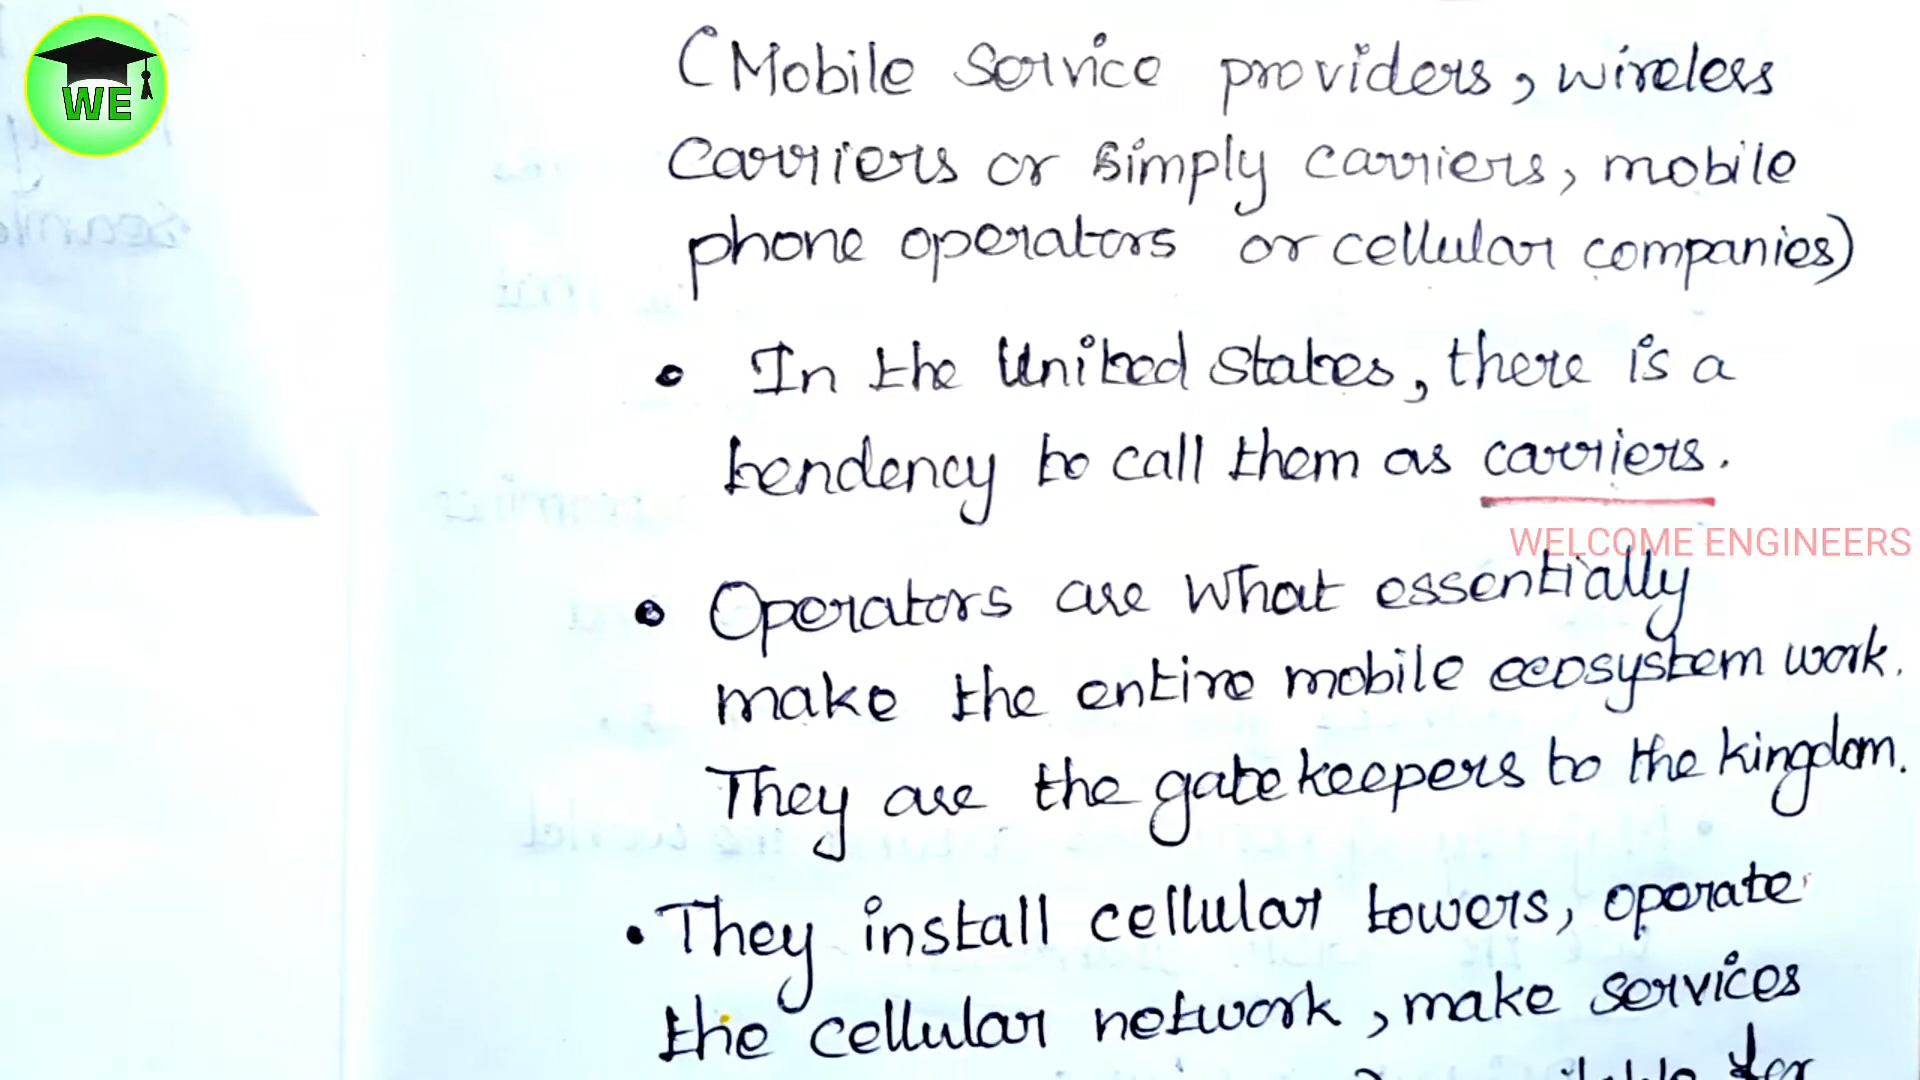 WE
(Mobile Service providers, wireless
Carriers or simply carriers, mobile
phone operators or cellular companies)
• In the United States, there is a
tendency to call them as carriers.
WELCOME ENGINEERS
• Operators are what essentially
make the entire mobile ecosystem work.
They are the gatekeepers to the kingdom.
• They install cellular towers, operate
the cellular network, make services
for